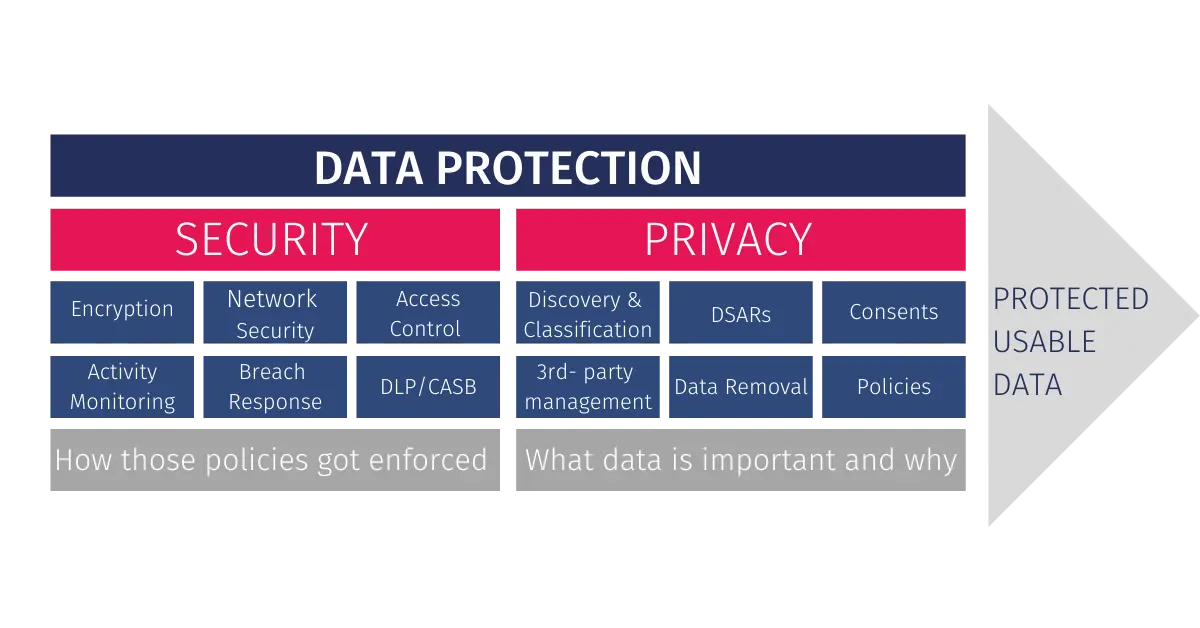 DATA PROTECTION
SECURITY
PRIVACY
Encryption
Network
Security
Access
Control
Discovery &
Classification
DSARs
Consents
Activity
Monitoring
Breach
Response
DLP/CASB
3rd- party
management
Data Removal
Policies
How those policies got enforced
What data is important and why
PROTECTED
USABLE
DATA